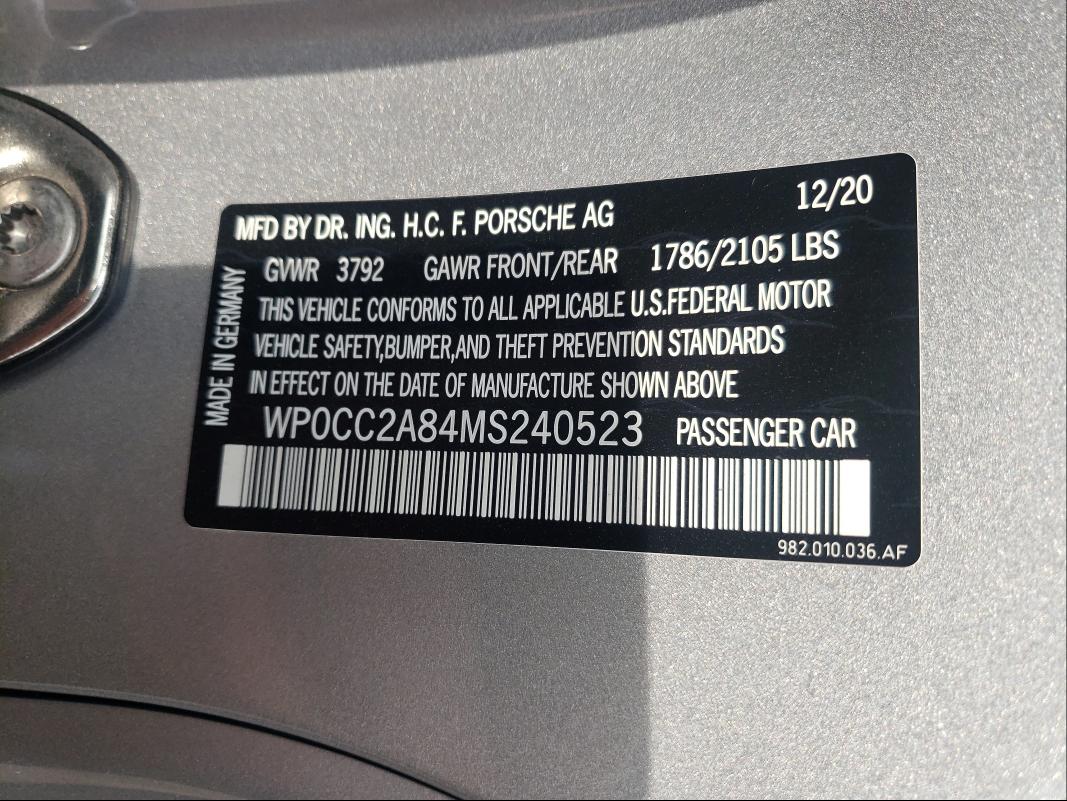 12/20
MFD BY DR. ING. H.C. F. PORSCHE AG
GVWR 3792 GAWR FRONT/REAR 1786/2105 LBS
THIS VEHICLE CONFORMS TO ALL APPLICABLE U.S.FEDERAL MOTOR
VEHICLE SAFETY,BUMPER,AND THEFT PREVENTION STANDARDS
IN EFFECT ON THE DATE OF MANUFACTURE SHOWN ABOVE
WP0CC2A84MS240523 PASSENGER CAR
MADE IN GERMANY
982.010.036.AF